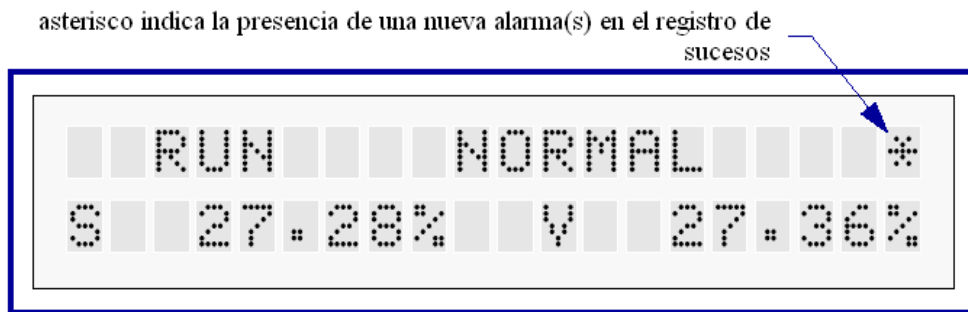 asterisco indica la presencia de una nueva alarma(s) en el registro de
sucesos
RUN NORMAL *
S 27.28% V 27.36%